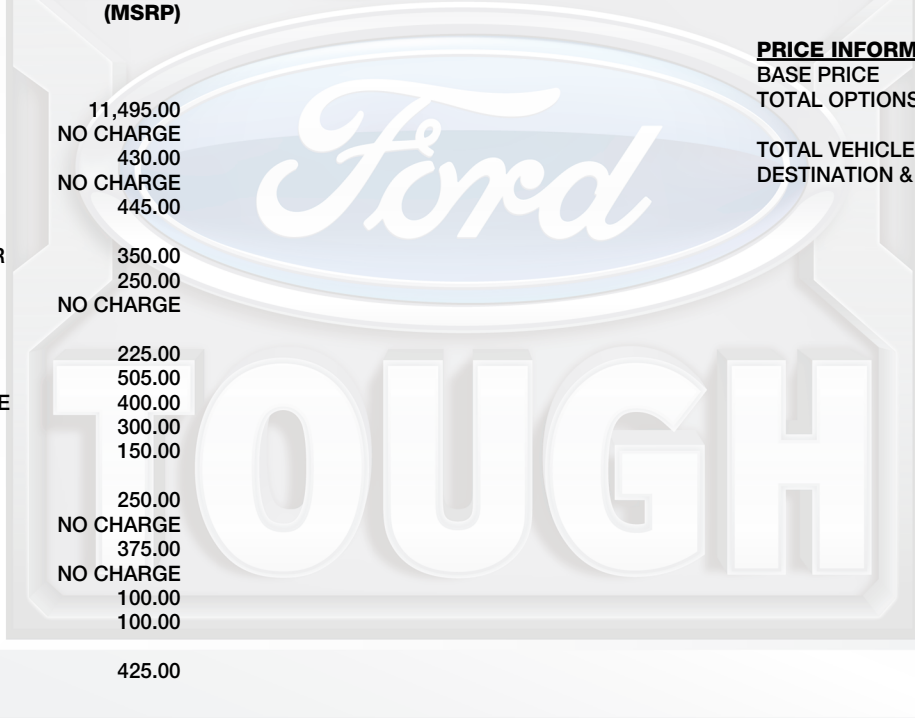 (MSRP)
11,495.00
NO CHARGE
430.00
NO CHARGE
445.00
R 350.00
250.00
NO CHARGE
225.00
505.00
E 400.00
300.00
150.00
250.00
NO CHARGE
375.00
NO CHARGE
100.00
100.00
425.00
PRICE INFORM
BASE PRICE
TOTAL OPTIONS
TOTAL VEHICLE
DESTINATION &
Ford
TOUGH